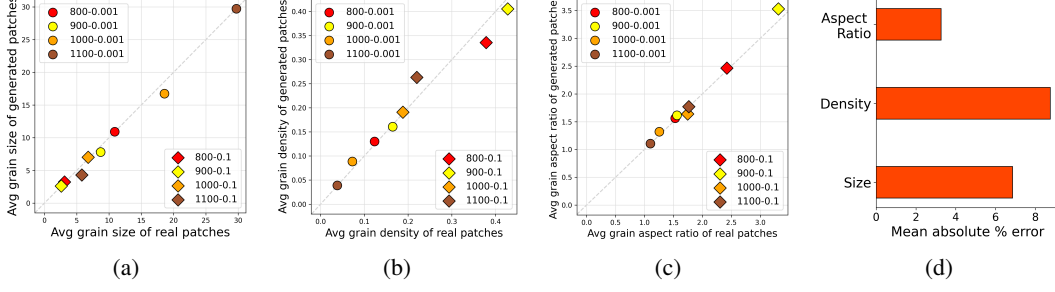 Avg grain size of generated patches
800-0.001
900-0.001
1000-0.001
1100-0.001
30
25
20
15
10
5
0
800-0.1
900-0.1
1000-0.1
1100-0.1
0 5 10 15 20 25 30
Avg grain size of real patches
(a)
Avg grain density of generated patches
800-0.001
900-0.001
1000-0.001
1100-0.001
0.40
0.35
0.30
0.25
0.20
0.15
0.10
0.05
0.00
800-0.1
900-0.1
1000-0.1
1100-0.1
0.0 0.1 0.2 0.3 0.4
Avg grain density of real patches
(b)
Avg grain aspect ratio of generated patches
800-0.001
900-0.001
1000-0.001
1100-0.001
3.5
3.0
2.5
2.0
1.5
1.0
0.5
0.0
800-0.1
900-0.1
1000-0.1
1100-0.1
0.0 0.5 1.0 1.5 2.0 2.5 3.0
Avg grain aspect ratio of real patches
(c)
Aspect
Ratio
Density
Size
0 2 4 6 8
Mean absolute % error
(d)